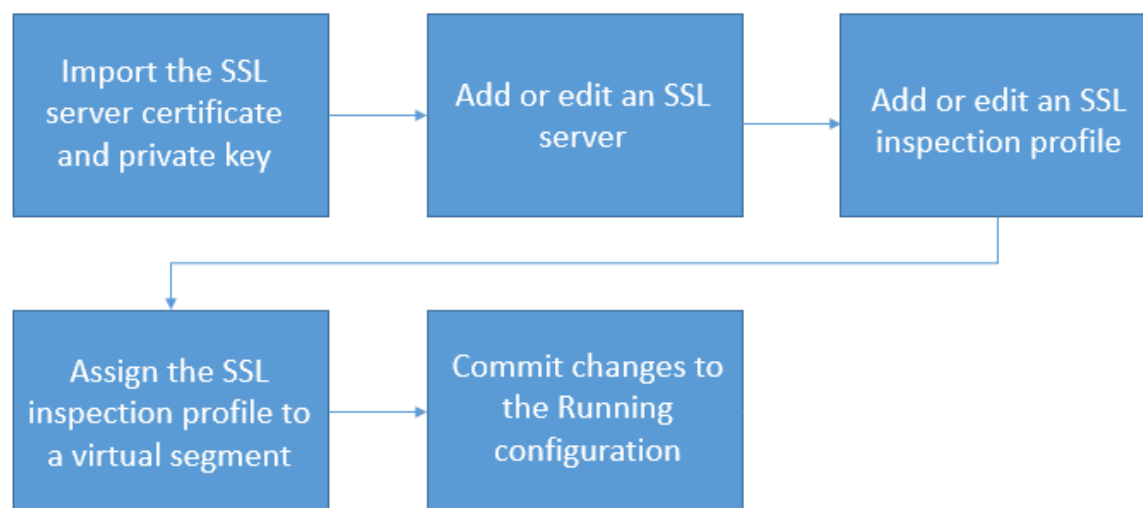 Import the SSL
server certificate
and private key
Add or edit an SSL
server
Add or edit an SSL
inspection profile
Assign the SSL
inspection profile to
a virtual segment
Commit changes to
the Running
configuration